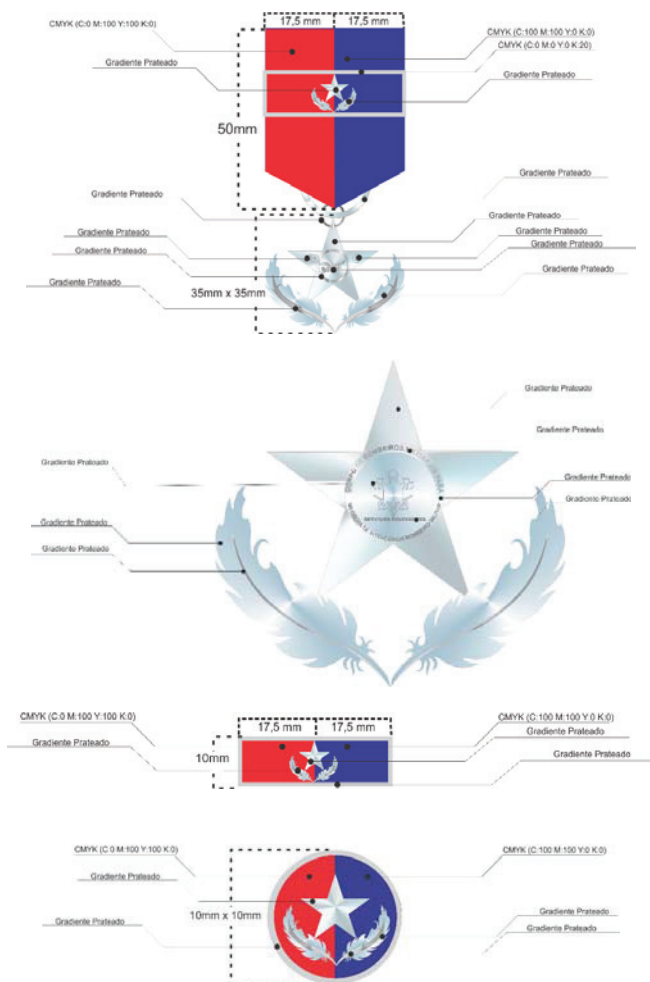 17,5 mm 17,5 mm
CMYK (C:0 M:100 Y:100 K:0)
CMYK (C:100 M:100 Y:0 K:0)
CMYK (C:0 M:0 Y:0 K:20)
Gradiente Prateado
Gradiente Prateado
50mm
Gradiente Prateado
Gradiente Prateado
Gradiente Prateado
Gradiente Prateado
Gradiente Prateado
Gradiente Prateado
Gradiente Prateado
Gradiente Prateado
Gradiente Prateado
35mm x 35mm
Gradiente Prateado
Gradiente Prateado
Gradiente Prateado
Gradiente Prateado
Gradiente Prateado
Gradiente Prateado
Gradiente Prateado
CMYK (C:0 M:100 Y:100 K:0)
17,5 mm 17,5 mm
CMYK (C:100 M:100 Y:0 K:0)
Gradiente Prateado
Gradiente Prateado
10mm
Gradiente Prateado
CMYK (C:0 M:100 Y:100 K:0)
CMYK (C:100 M:100 Y:0 K:0)
Gradiente Prateado
10mm x 10mm
Gradiente Prateado
Gradiente Prateado
Gradiente Prateado